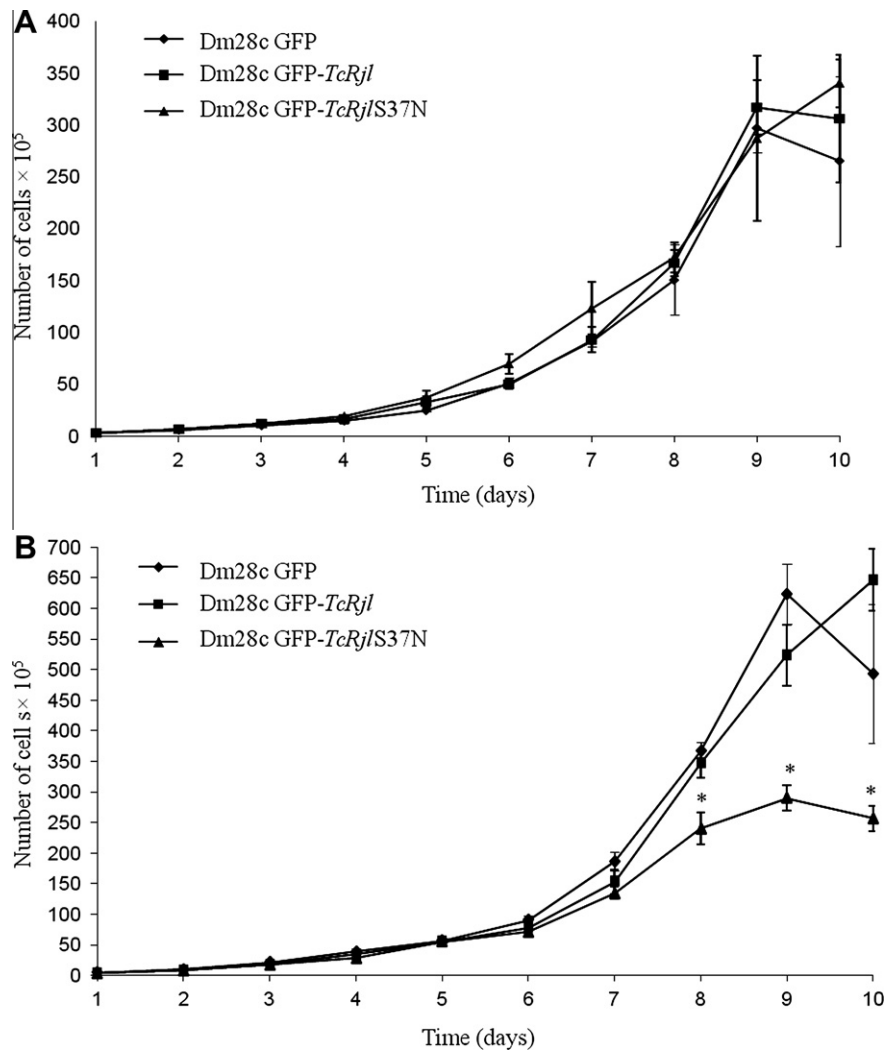 A
400
350
300
250
200
150
100
50
0
Number of cells × 10⁵
Dm28c GFP
Dm28c GFP-TcRjl
Dm28c GFP-TcRjlS37N
1 2 3 4 5 6 7 8 9 10
Time (days)
B
700
650
600
550
500
450
400
350
300
250
200
150
100
50
0
Number of cell s× 10⁵
Dm28c GFP
Dm28c GFP-TcRjl
Dm28c GFP-TcRjlS37N
* * *
1 2 3 4 5 6 7 8 9 10
Time (days)